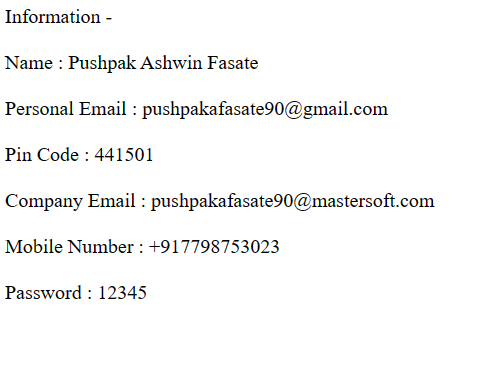 Information -
Name : Pushpak Ashwin Fasate
Personal Email : pushpakafasate90@gmail.com
Pin Code : 441501
Company Email : pushpakafasate90@mastersoft.com
Mobile Number : +917798753023
Password : 12345